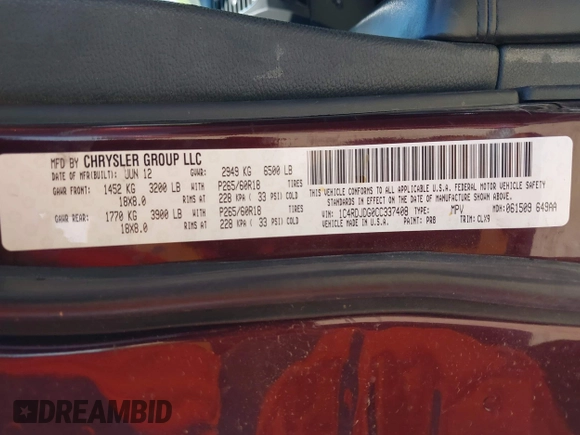 MFD BY CHRYSLER GROUP LLC
DATE OF MFR(BUILT): JUN 12 GVWR: 2949 KG 6500 LB
GAWR FRONT: 1452 KG 3200 LB WITH P265/60R18 TIRES
18X8.0 RIMS AT 228 KPA ( 33 PSI) COLD
GAWR REAR: 1770 KG 3900 LB WITH P265/60R18 TIRES
18X8.0 RIMS AT 228 KPA ( 33 PSI) COLD
THIS VEHICLE CONFORMS TO ALL APPLICABLE U.S.A. FEDERAL MOTOR VEHICLE SAFETY
STANDARDS IN EFFECT ON THE DATE OF MANUFACTURE SHOWN ABOVE.
VIN: 1C4RDJDG0CC337408 TYPE: MPV MDH: 061509 649AA
VEHICLE MADE IN U.S.A. PAINT: PRB TRIM: CLX9
DREAMBID